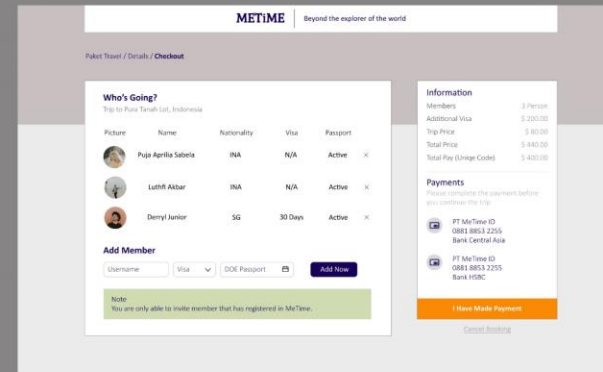 METiME
Beyond the explorer of the world
Paket Travel / Details / Checkout
Who's Going?
Trip to Pura Tanah Lot, Indonesia
Picture Name Nationality Visa Passport
Puja Aprilia Sabela INA N/A Active ×
Luthfi Akbar INA N/A Active ×
Derryl Junior SG 30 Days Active ×
Add Member
Username Visa DOE Passport Add Now
Note
You are only able to invite member that has registered in MeTime.
Information
Members 3 Person
Additional Visa $ 200.00
Trip Price $ 80.00
Total Price $ 440.00
Total Pay (Uniqe Code) $ 400.00
Payments
Please complete the payment before
you continue the trip
PT MeTime ID
0881 8853 2255
Bank Central Asia
PT MeTime ID
0881 8853 2255
Bank HSBC
I Have Made Payment
Cancel Booking